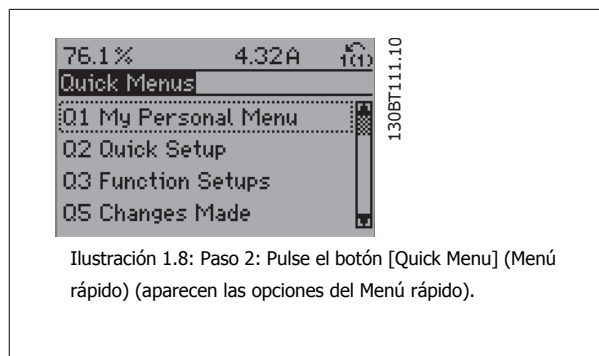 76.1% 4.32A 1(1)
Quick Menus
Q1 My Personal Menu
Q2 Quick Setup
Q3 Function Setups
Q5 Changes Made
130BT111.10
Ilustración 1.8: Paso 2: Pulse el botón [Quick Menu] (Menú
rápido) (aparecen las opciones del Menú rápido).